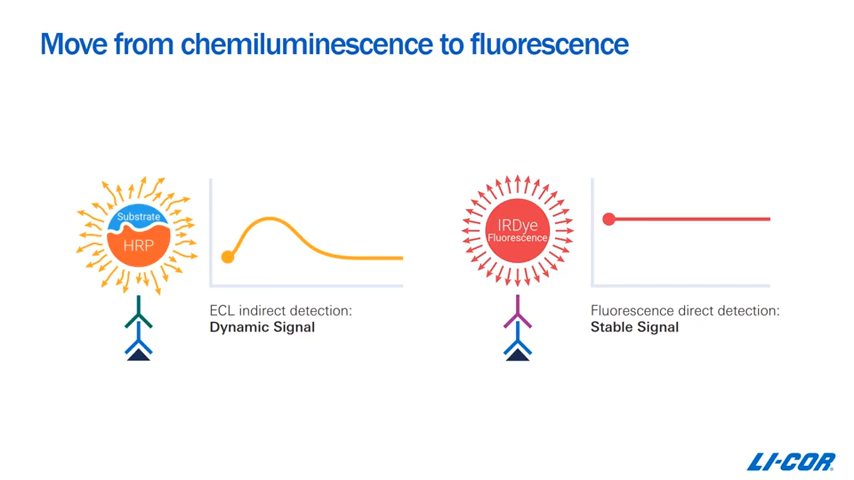 Move from chemiluminescence to fluorescence
Substrate
HRP
ECL indirect detection:
Dynamic Signal
IRDye
Fluorescence
Fluorescence direct detection:
Stable Signal
LI-COR